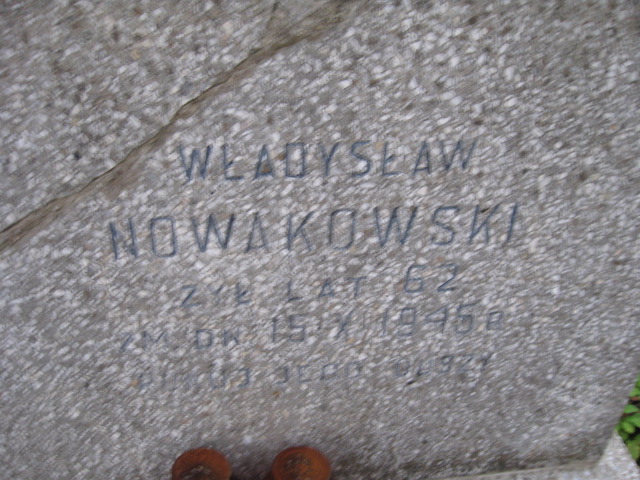 WŁADYSŁAW
NOWAKOWSKI
ŻYŁ LAT 62
ZM. DN. 15.X.1945 R.